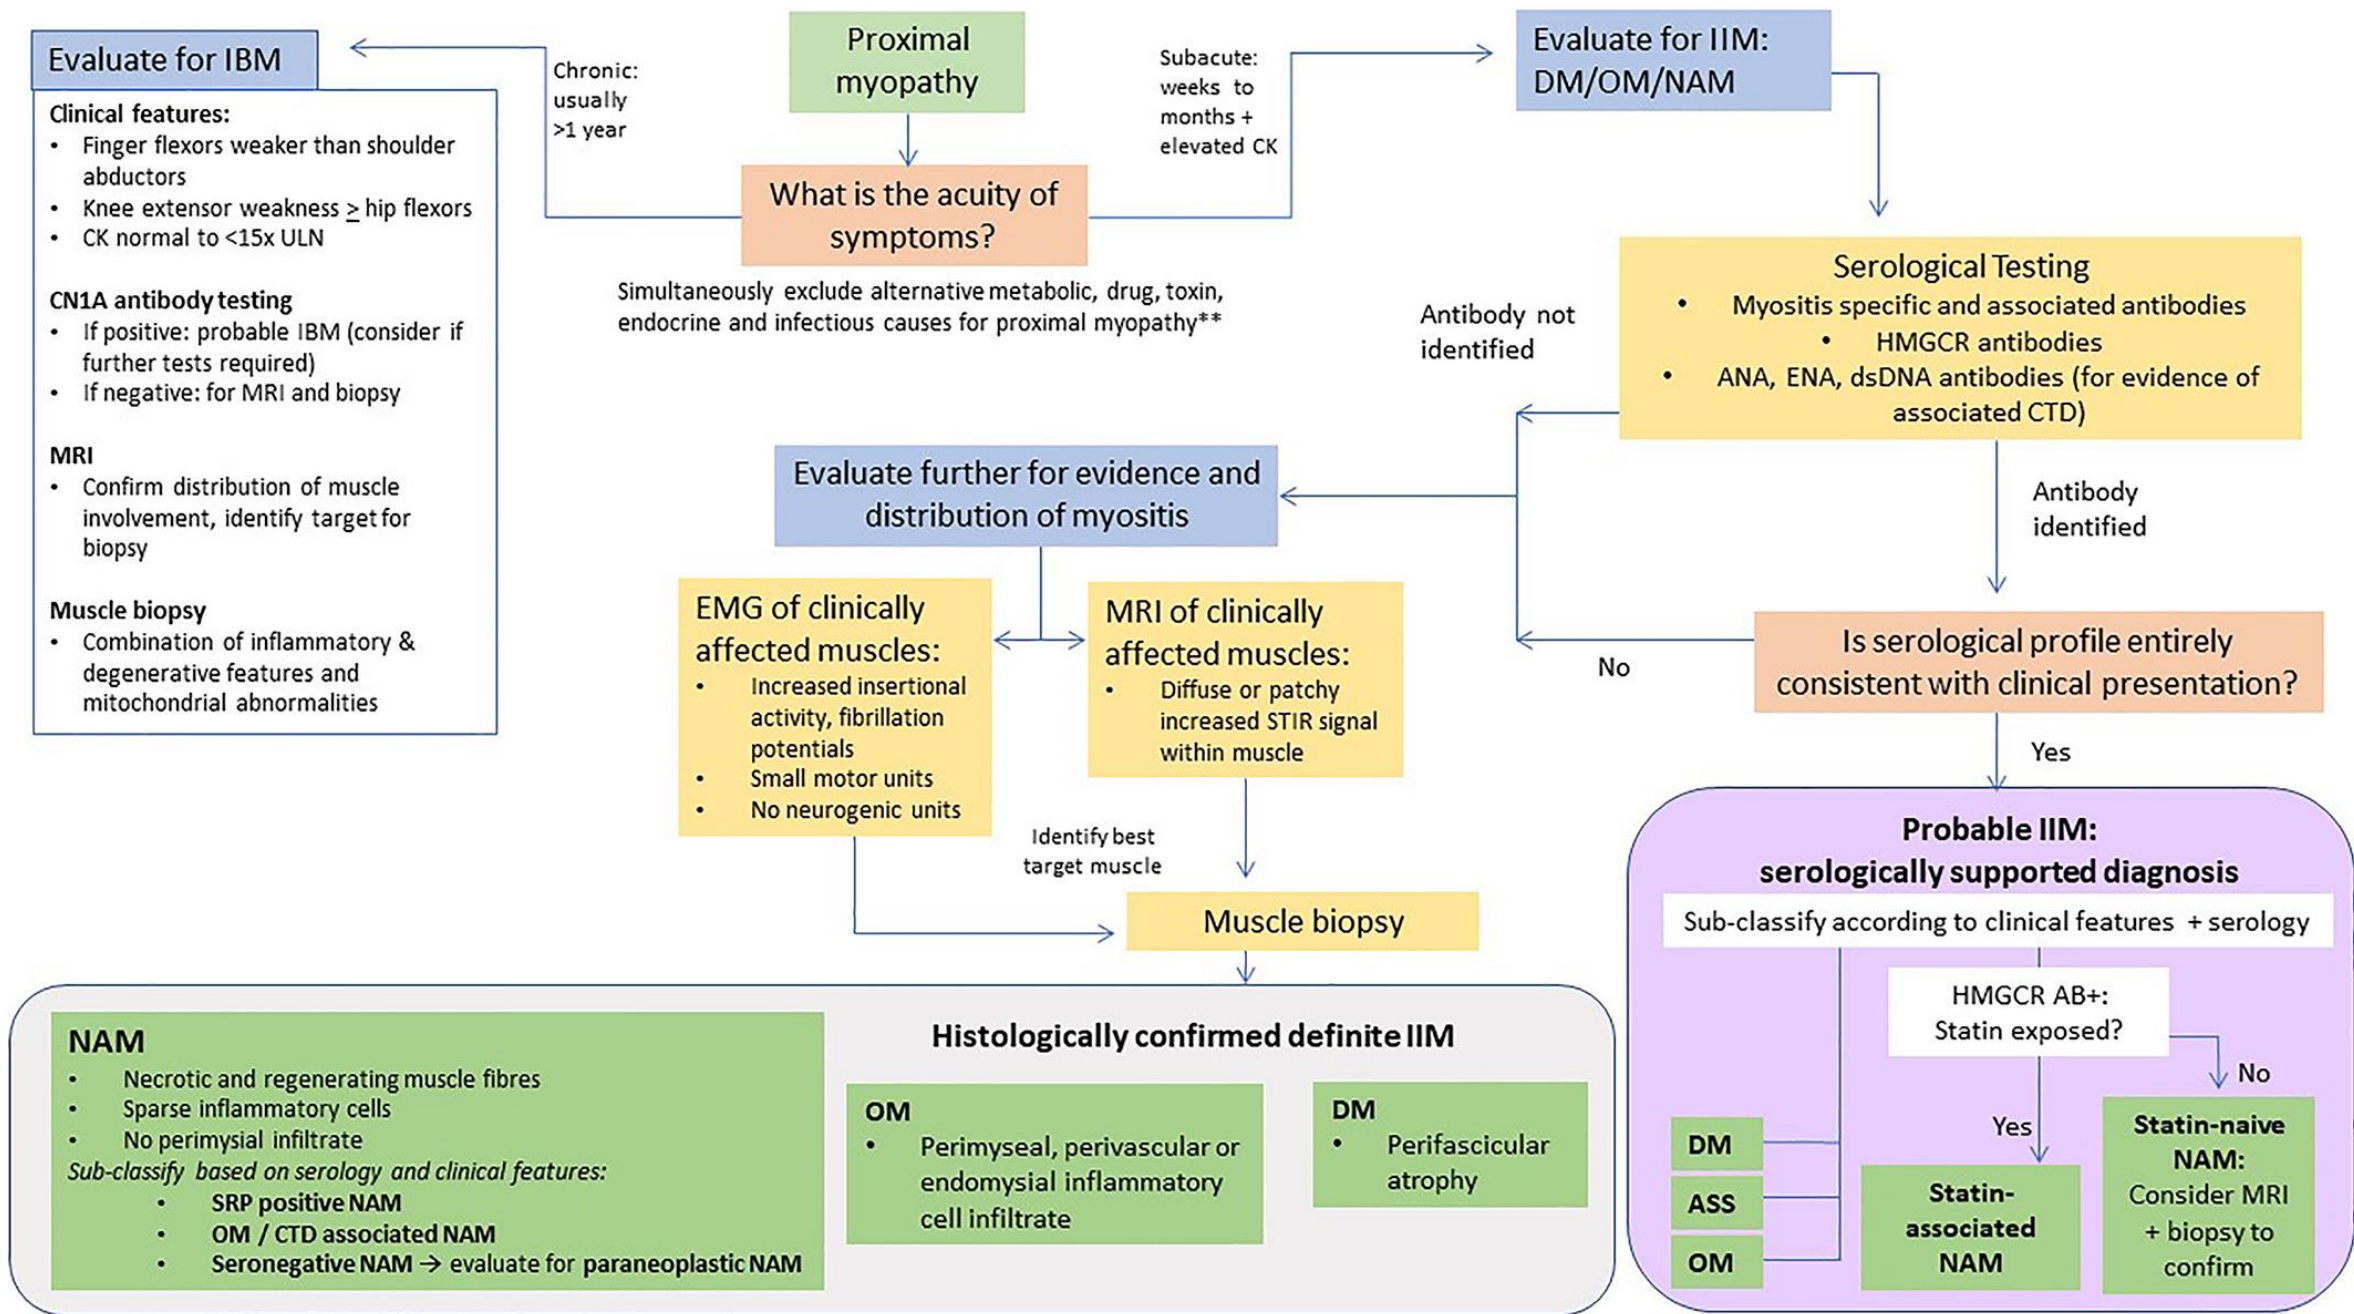 Proximal
myopathy
What is the acuity of
symptoms?
Simultaneously exclude alternative metabolic, drug, toxin,
endocrine and infectious causes for proximal myopathy**
Chronic:
usually
>1 year
Evaluate for IBM
Clinical features:
• Finger flexors weaker than shoulder
abductors
• Knee extensor weakness ≥ hip flexors
• CK normal to <15x ULN
CN1A antibody testing
• If positive: probable IBM (consider if
further tests required)
• If negative: for MRI and biopsy
MRI
• Confirm distribution of muscle
involvement, identify target for
biopsy
Muscle biopsy
• Combination of inflammatory &
degenerative features and
mitochondrial abnormalities
Subacute:
weeks to
months +
elevated CK
Evaluate for IIM:
DM/OM/NAM
Serological Testing
• Myositis specific and associated antibodies
• HMGCR antibodies
• ANA, ENA, dsDNA antibodies (for evidence of
associated CTD)
Antibody not
identified
Antibody
identified
Is serological profile entirely
consistent with clinical presentation?
No
Yes
Evaluate further for evidence and
distribution of myositis
EMG of clinically
affected muscles:
• Increased insertional
activity, fibrillation
potentials
• Small motor units
• No neurogenic units
MRI of clinically
affected muscles:
• Diffuse or patchy
increased STIR signal
within muscle
Identify best
target muscle
Muscle biopsy
Histologically confirmed definite IIM
NAM
• Necrotic and regenerating muscle fibres
• Sparse inflammatory cells
• No perimysial infiltrate
Sub-classify based on serology and clinical features:
• SRP positive NAM
• OM / CTD associated NAM
• Seronegative NAM → evaluate for paraneoplastic NAM
OM
• Perimyseal, perivascular or
endomysial inflammatory
cell infiltrate
DM
• Perifascicular
atrophy
Probable IIM:
serologically supported diagnosis
Sub-classify according to clinical features + serology
HMGCR AB+:
Statin exposed?
No
Yes
DM
ASS
OM
Statin-
associated
NAM
Statin-naive
NAM:
Consider MRI
+ biopsy to
confirm